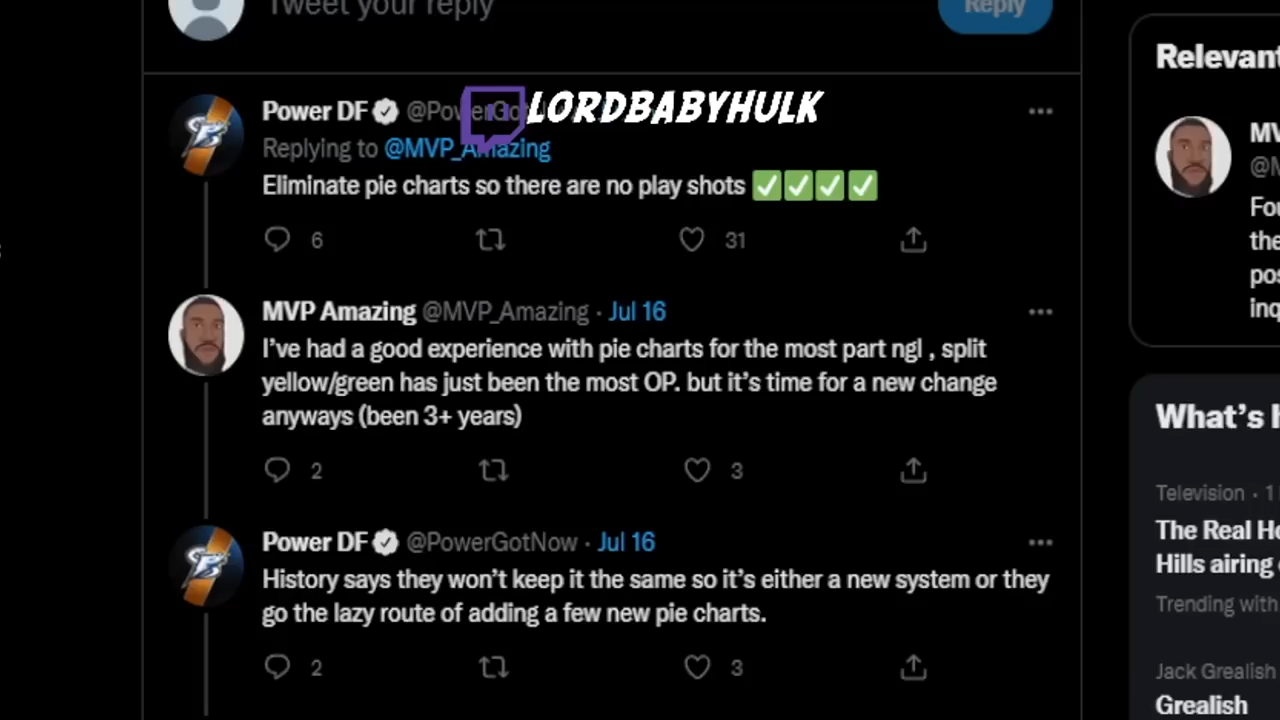 Tweet your reply
Reply
Power DF @PowerGo
LORDBABYHULK
Replying to @MVP_Amazing
Eliminate pie charts so there are no play shots ✅✅✅✅
6 31
MVP Amazing @MVP_Amazing · Jul 16
I've had a good experience with pie charts for the most part ngl , split
yellow/green has just been the most OP. but it's time for a new change
anyways (been 3+ years)
2 3
Power DF @PowerGotNow · Jul 16
History says they won't keep it the same so it's either a new system or they
go the lazy route of adding a few new pie charts.
2 3
Relevant
What's
Television · 1
The Real Ho
Hills airing
Trending with
Jack Grealish
Grealish